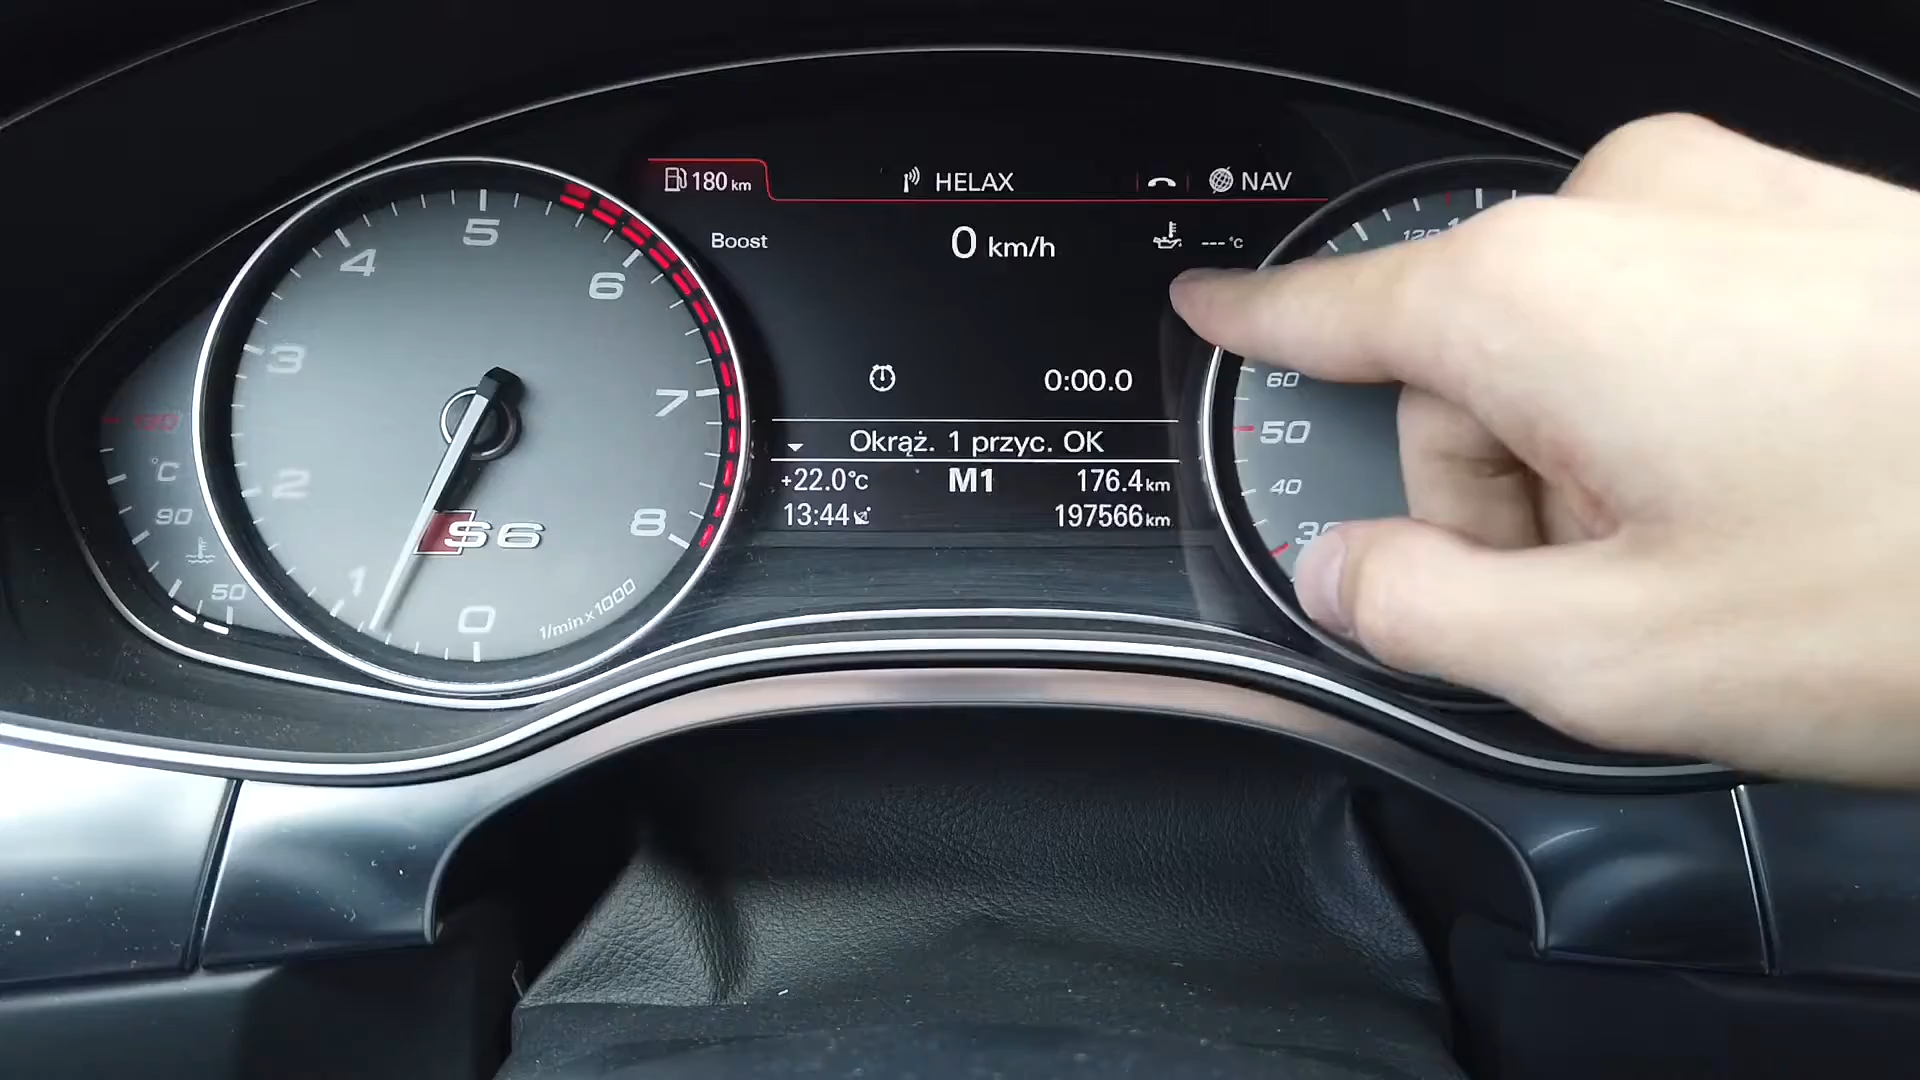 180 km
HELAX
NAV
Boost
0 km/h
---°C
0:00.0
Okrąż. 1 przyc. OK
+22.0°C
M1
176.4 km
13:44
197566 km
0
1
2
3
4
5
6
7
8
S6
1/min x 1000
130
°C
90
50
60
50
40